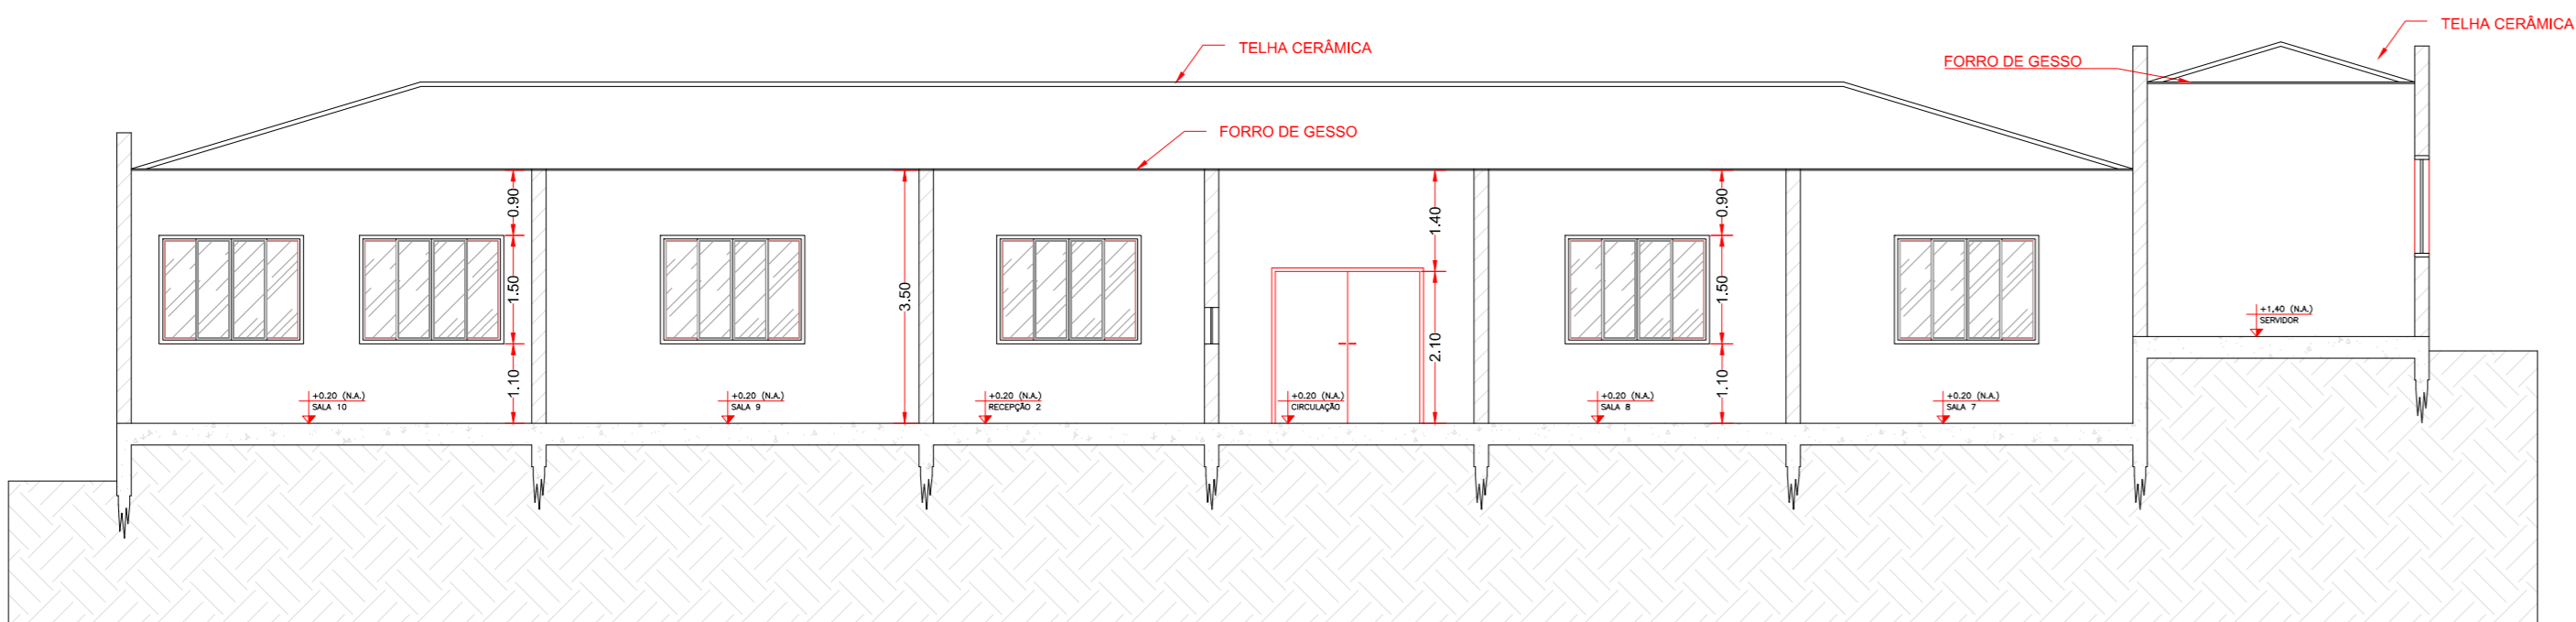 TELHA CERÂMICA
TELHA CERÂMICA
FORRO DE GESSO
FORRO DE GESSO
0.90
1.50
1.10
3.50
1.40
2.10
0.90
1.50
1.10
+1,40 (N.A.)
SERVIDOR
+0.20 (N.A.)
SALA 10
+0.20 (N.A.)
SALA 9
+0.20 (N.A.)
RECEPÇÃO 2
+0.20 (N.A.)
CIRCULAÇÃO
+0.20 (N.A.)
SALA 8
+0.20 (N.A.)
SALA 7